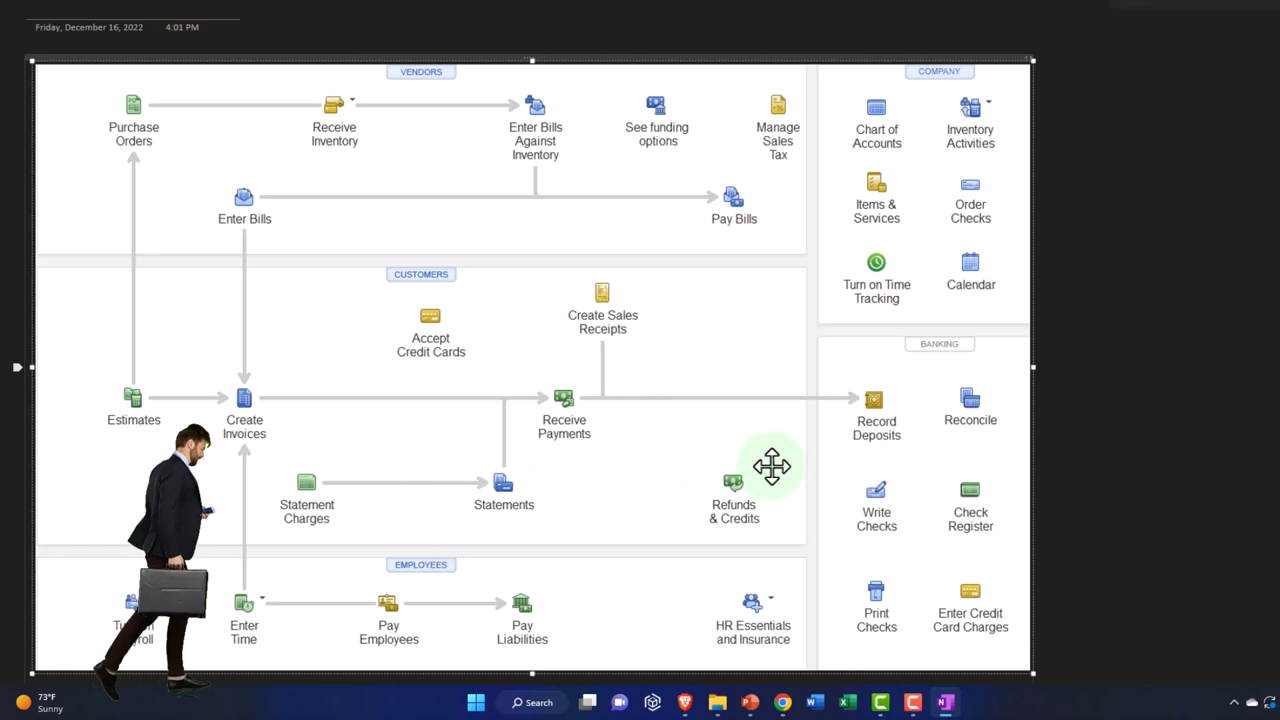 Friday, December 16, 2022 4:01 PM
VENDORS
Purchase
Orders
Receive
Inventory
Enter Bills
Against
Inventory
See funding
options
Manage
Sales
Tax
Enter Bills
Pay Bills
COMPANY
Chart of
Accounts
Inventory
Activities
Items &
Services
Order
Checks
Turn on Time
Tracking
Calendar
CUSTOMERS
Create Sales
Receipts
Accept
Credit Cards
Estimates
Create
Invoices
Receive
Payments
Statement
Charges
Statements
Refunds
& Credits
BANKING
Record
Deposits
Reconcile
Write
Checks
Check
Register
Print
Checks
Enter Credit
Card Charges
EMPLOYEES
Enter
Time
Pay
Employees
Pay
Liabilities
HR Essentials
and Insurance
73°F
Sunny
Search